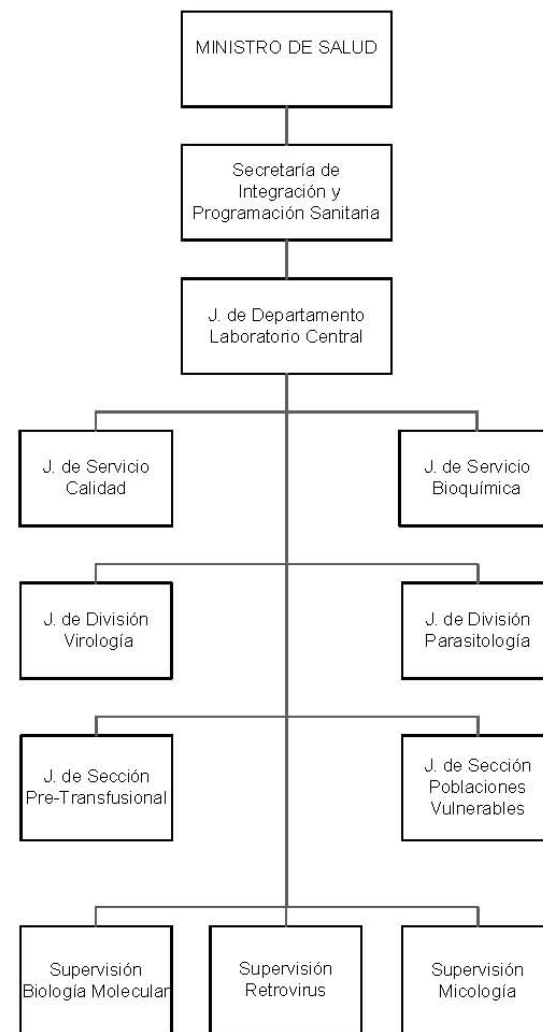 MINISTRO DE SALUD
Secretaría de
Integración y
Programación Sanitaria
J. de Departamento
Laboratorio Central
J. de Servicio
Calidad
J. de Servicio
Bioquímica
J. de División
Virología
J. de División
Parasitología
J. de Sección
Pre-Transfusional
J. de Sección
Poblaciones
Vulnerables
Supervisión
Biología Molecular
Supervisión
Retrovirus
Supervisión
Micología